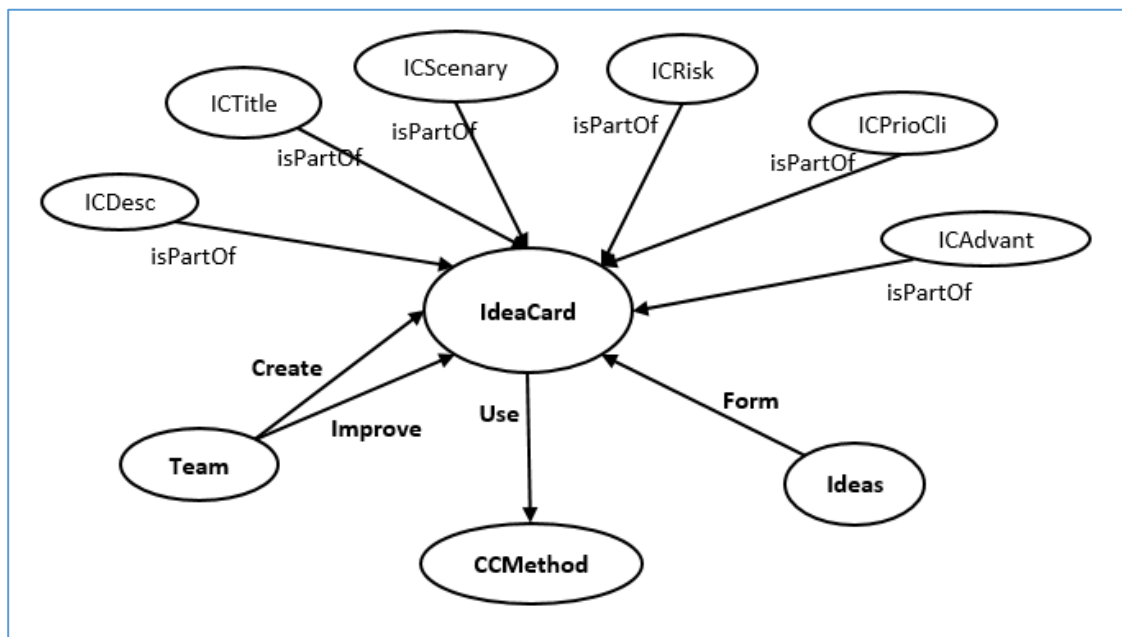 ICScenary
ICRisk
ICTitle
ICPrioCli
isPartOf
isPartOf
isPartOf
isPartOf
ICDesc
ICAdvant
isPartOf
isPartOf
IdeaCard
Create
Form
Use
Improve
Team
Ideas
CCMethod